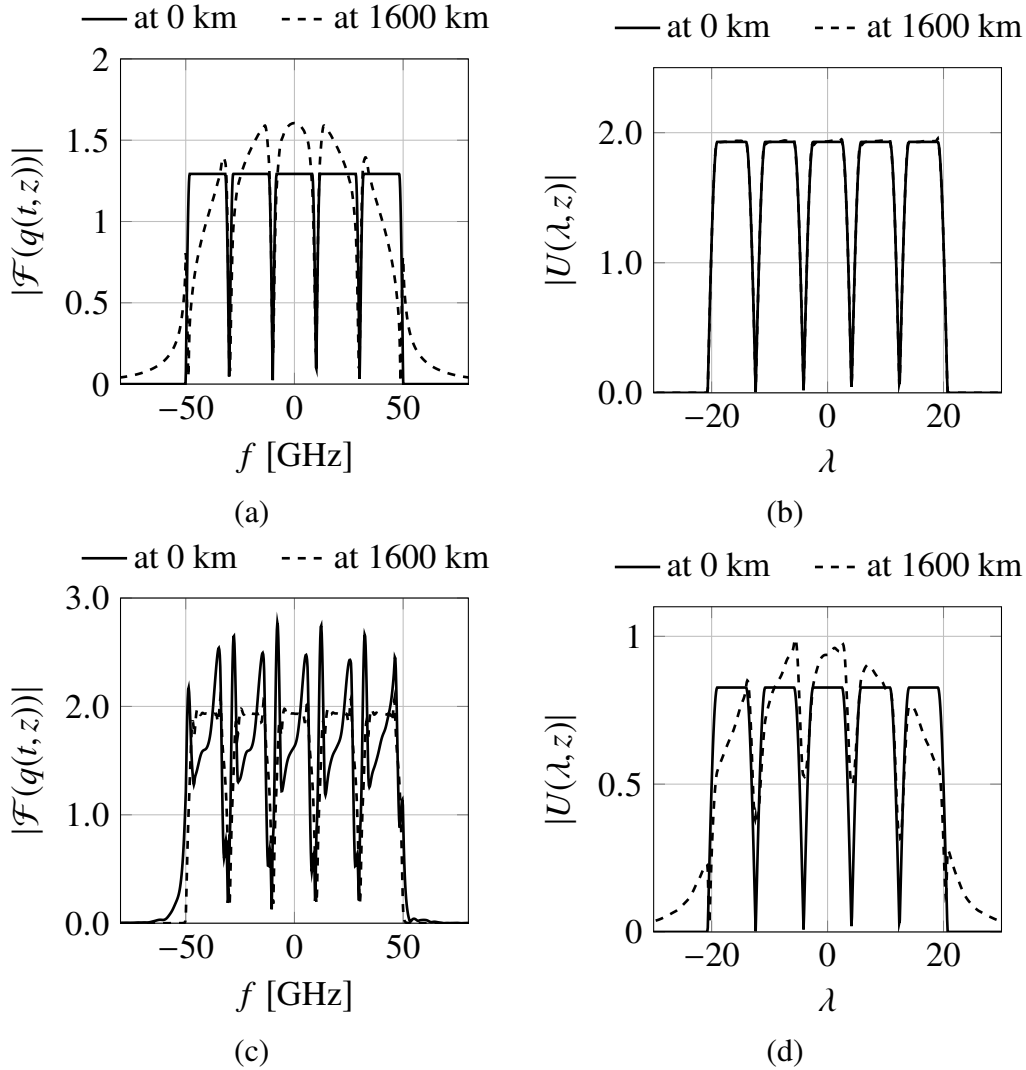 at 0 km at 1600 km
2
1.5
1
0.5
0
−50 0 50
f [GHz]
|ℱ(q(t, z))|
(a)
at 0 km at 1600 km
2.0
1.0
0.0
−20 0 20
λ
|U(λ, z)|
(b)
at 0 km at 1600 km
3.0
2.0
1.0
0.0
−50 0 50
f [GHz]
|ℱ(q(t, z))|
(c)
at 0 km at 1600 km
1
0.5
0
−20 0 20
λ
|U(λ, z)|
(d)